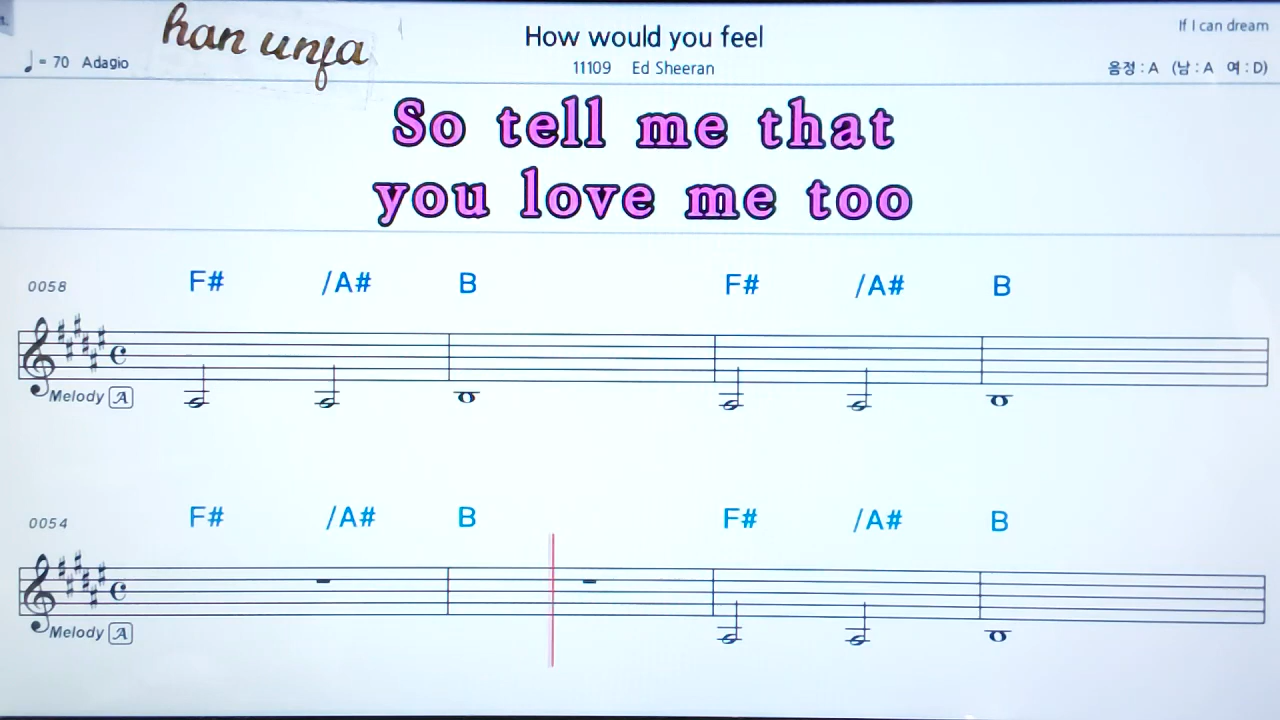 han unfa
How would you feel
If I can dream
♩= 70 Adagio
11109 Ed Sheeran
음정 : A (남 : A 여 : D)
So tell me that
you love me too
0058 F# /A# B F# /A# B
Melody A
0054 F# /A# B F# /A# B
Melody A